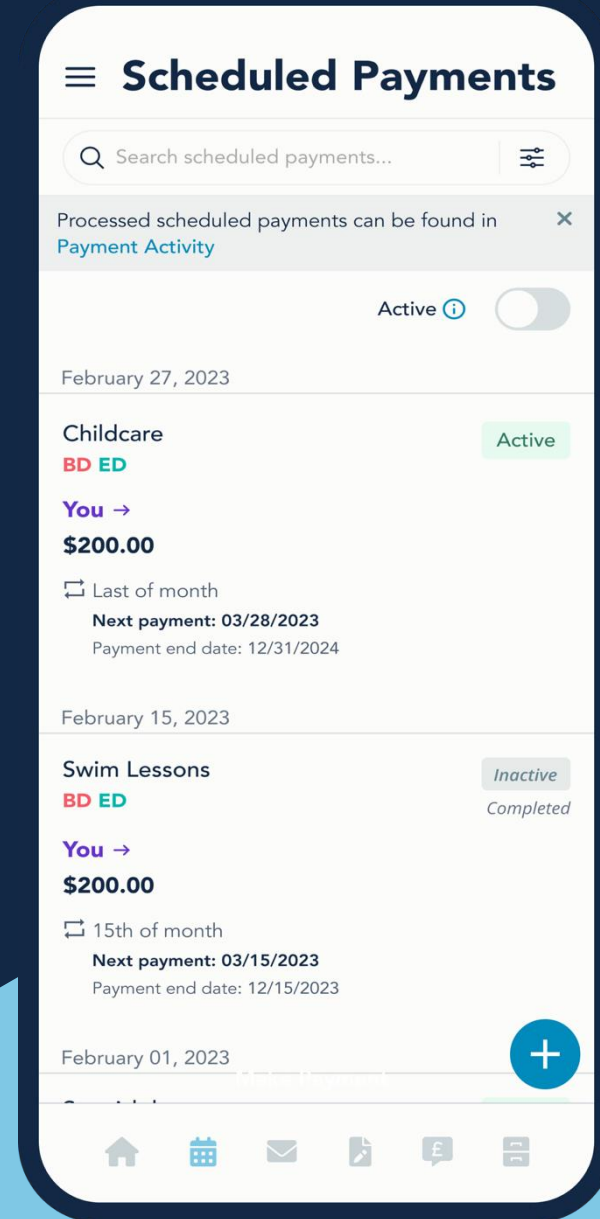 Scheduled Payments
Search scheduled payments...
Processed scheduled payments can be found in
Payment Activity
Active
February 27, 2023
Childcare
Active
BD ED
You →
$200.00
Last of month
Next payment: 03/28/2023
Payment end date: 12/31/2024
February 15, 2023
Swim Lessons
Inactive
BD ED
Completed
You →
$200.00
15th of month
Next payment: 03/15/2023
Payment end date: 12/15/2023
February 01, 2023
£